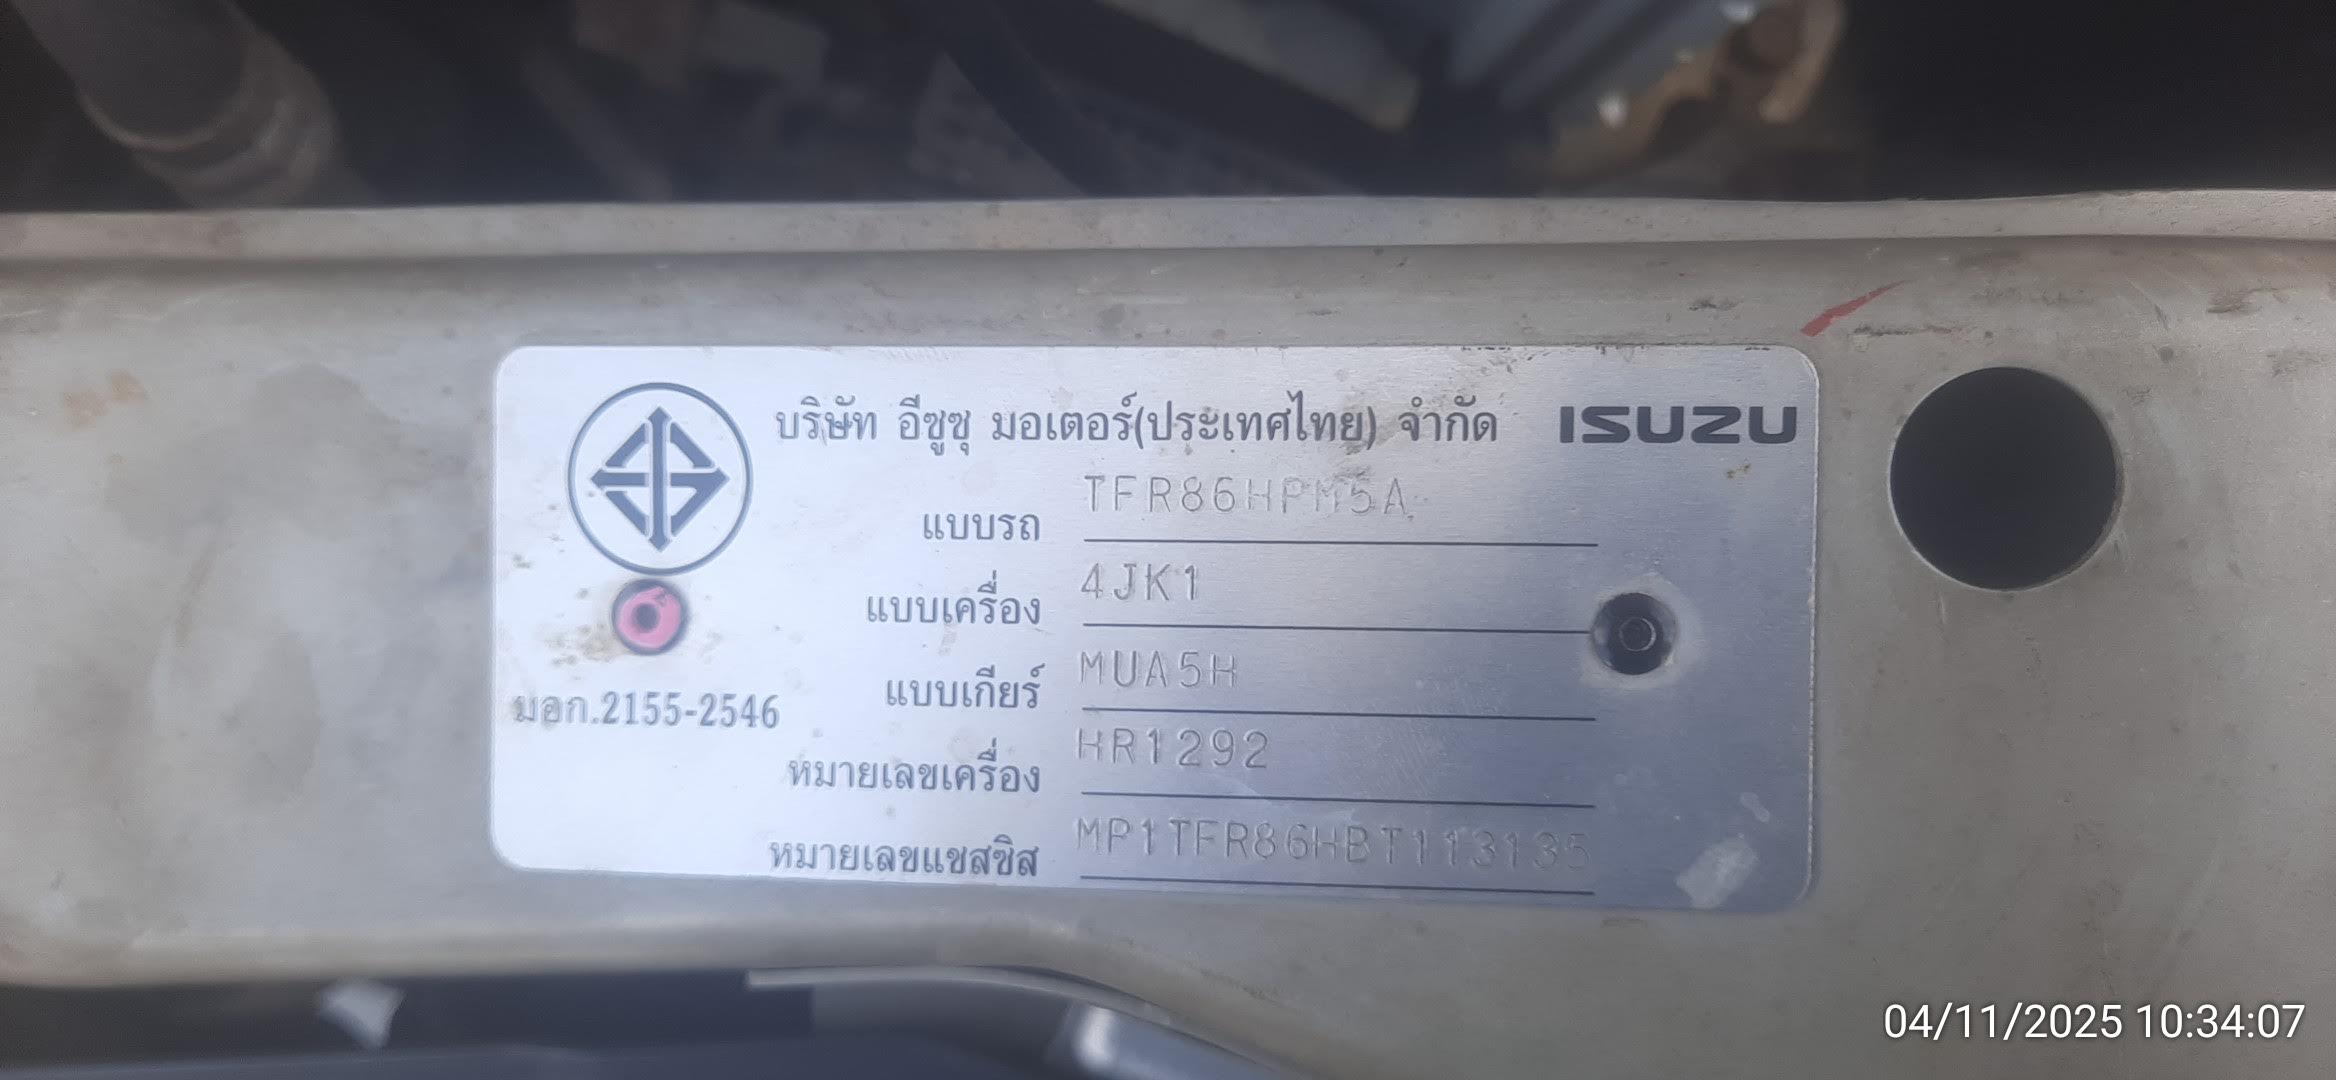 บริษัท อีซูซุ มอเตอร์(ประเทศไทย) จำกัด ISUZU
แบบรถ TFR86HPM5A
แบบเครื่อง 4JK1
แบบเกียร์ MUA5H
มอก.2155-2546
หมายเลขเครื่อง HR1292
หมายเลขแชสซิส MP1TFR86HBT113135
04/11/2025 10:34:07